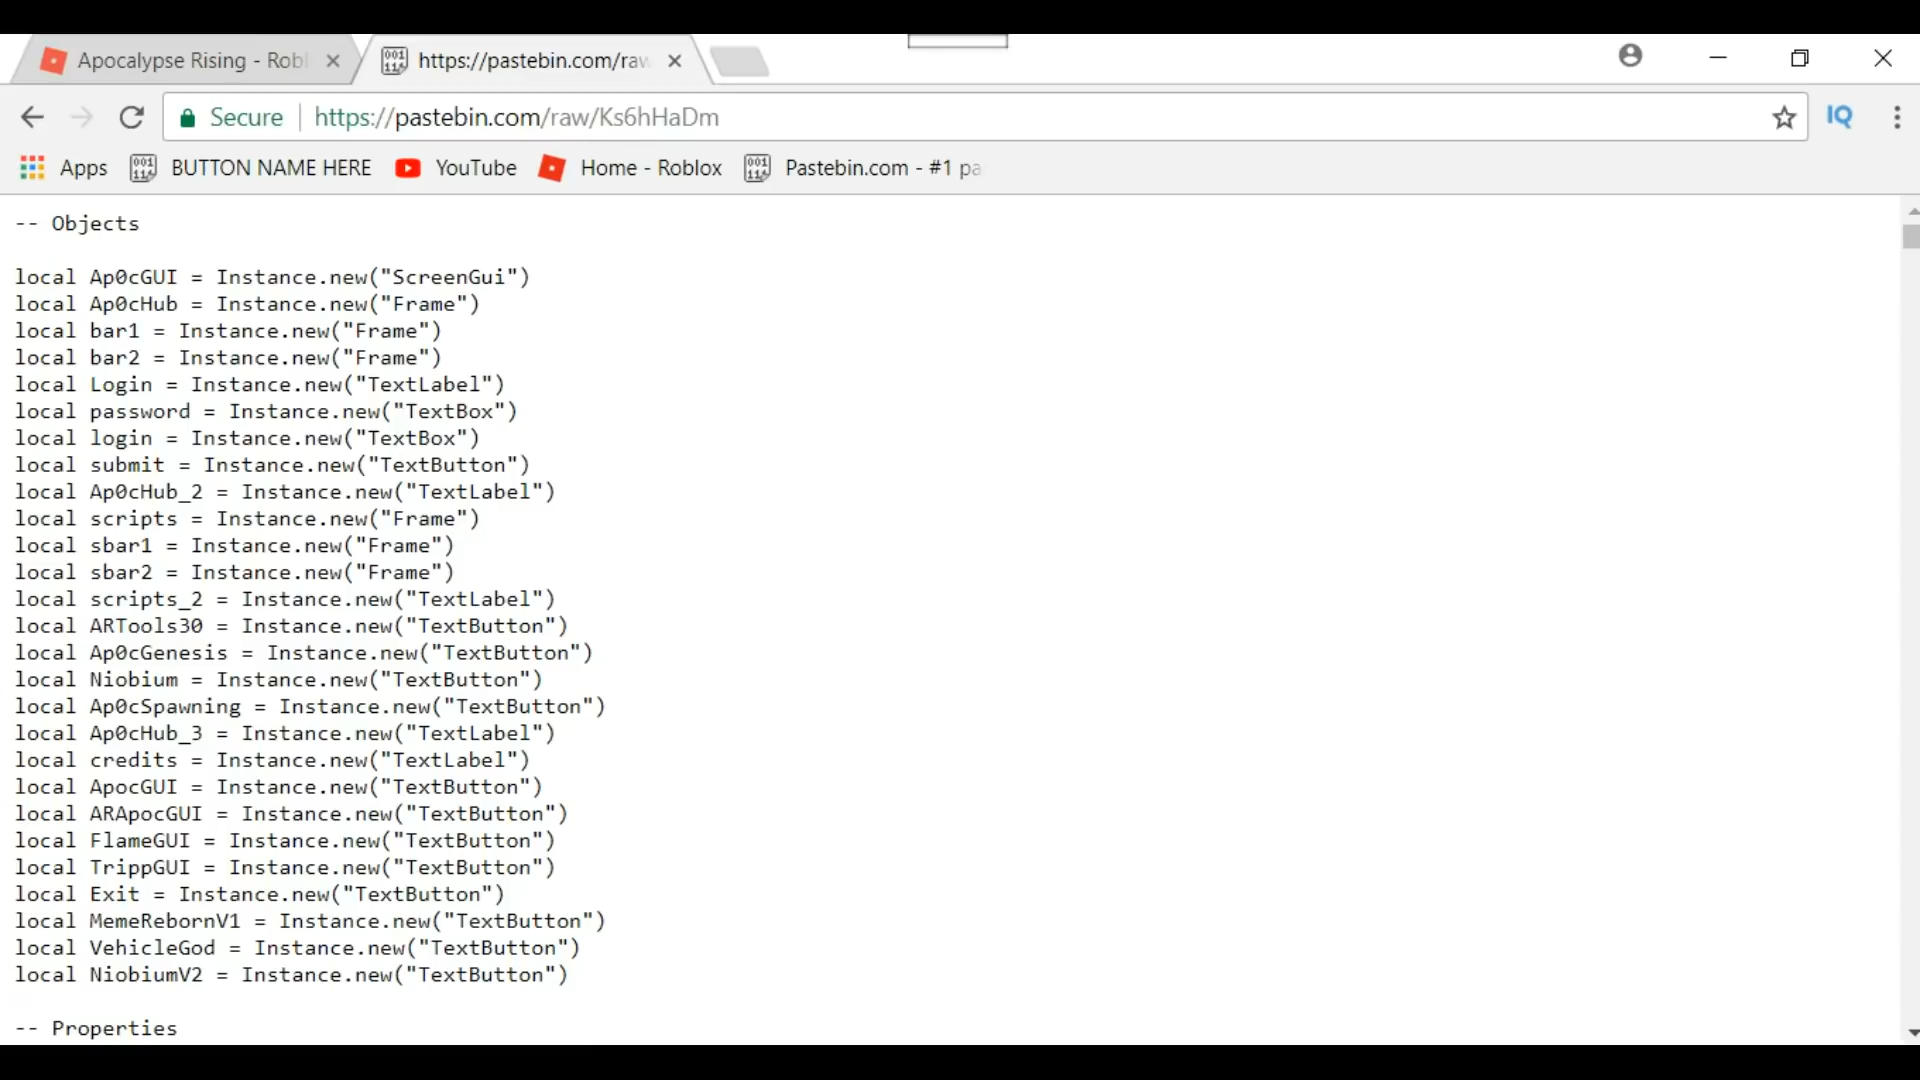 Apocalypse Rising - Robl
https://pastebin.com/raw
Secure
https://pastebin.com/raw/Ks6hHaDm
IQ
Apps
BUTTON NAME HERE
YouTube
Home - Roblox
Pastebin.com - #1 pa
-- Objects
local Ap0cGUI = Instance.new("ScreenGui")
local Ap0cHub = Instance.new("Frame")
local bar1 = Instance.new("Frame")
local bar2 = Instance.new("Frame")
local Login = Instance.new("TextLabel")
local password = Instance.new("TextBox")
local login = Instance.new("TextBox")
local submit = Instance.new("TextButton")
local Ap0cHub_2 = Instance.new("TextLabel")
local scripts = Instance.new("Frame")
local sbar1 = Instance.new("Frame")
local sbar2 = Instance.new("Frame")
local scripts_2 = Instance.new("TextLabel")
local ARTools30 = Instance.new("TextButton")
local Ap0cGenesis = Instance.new("TextButton")
local Niobium = Instance.new("TextButton")
local Ap0cSpawning = Instance.new("TextButton")
local Ap0cHub_3 = Instance.new("TextLabel")
local credits = Instance.new("TextLabel")
local ApocGUI = Instance.new("TextButton")
local ARApocGUI = Instance.new("TextButton")
local FlameGUI = Instance.new("TextButton")
local TrippGUI = Instance.new("TextButton")
local Exit = Instance.new("TextButton")
local MemeRebornV1 = Instance.new("TextButton")
local VehicleGod = Instance.new("TextButton")
local NiobiumV2 = Instance.new("TextButton")
-- Properties